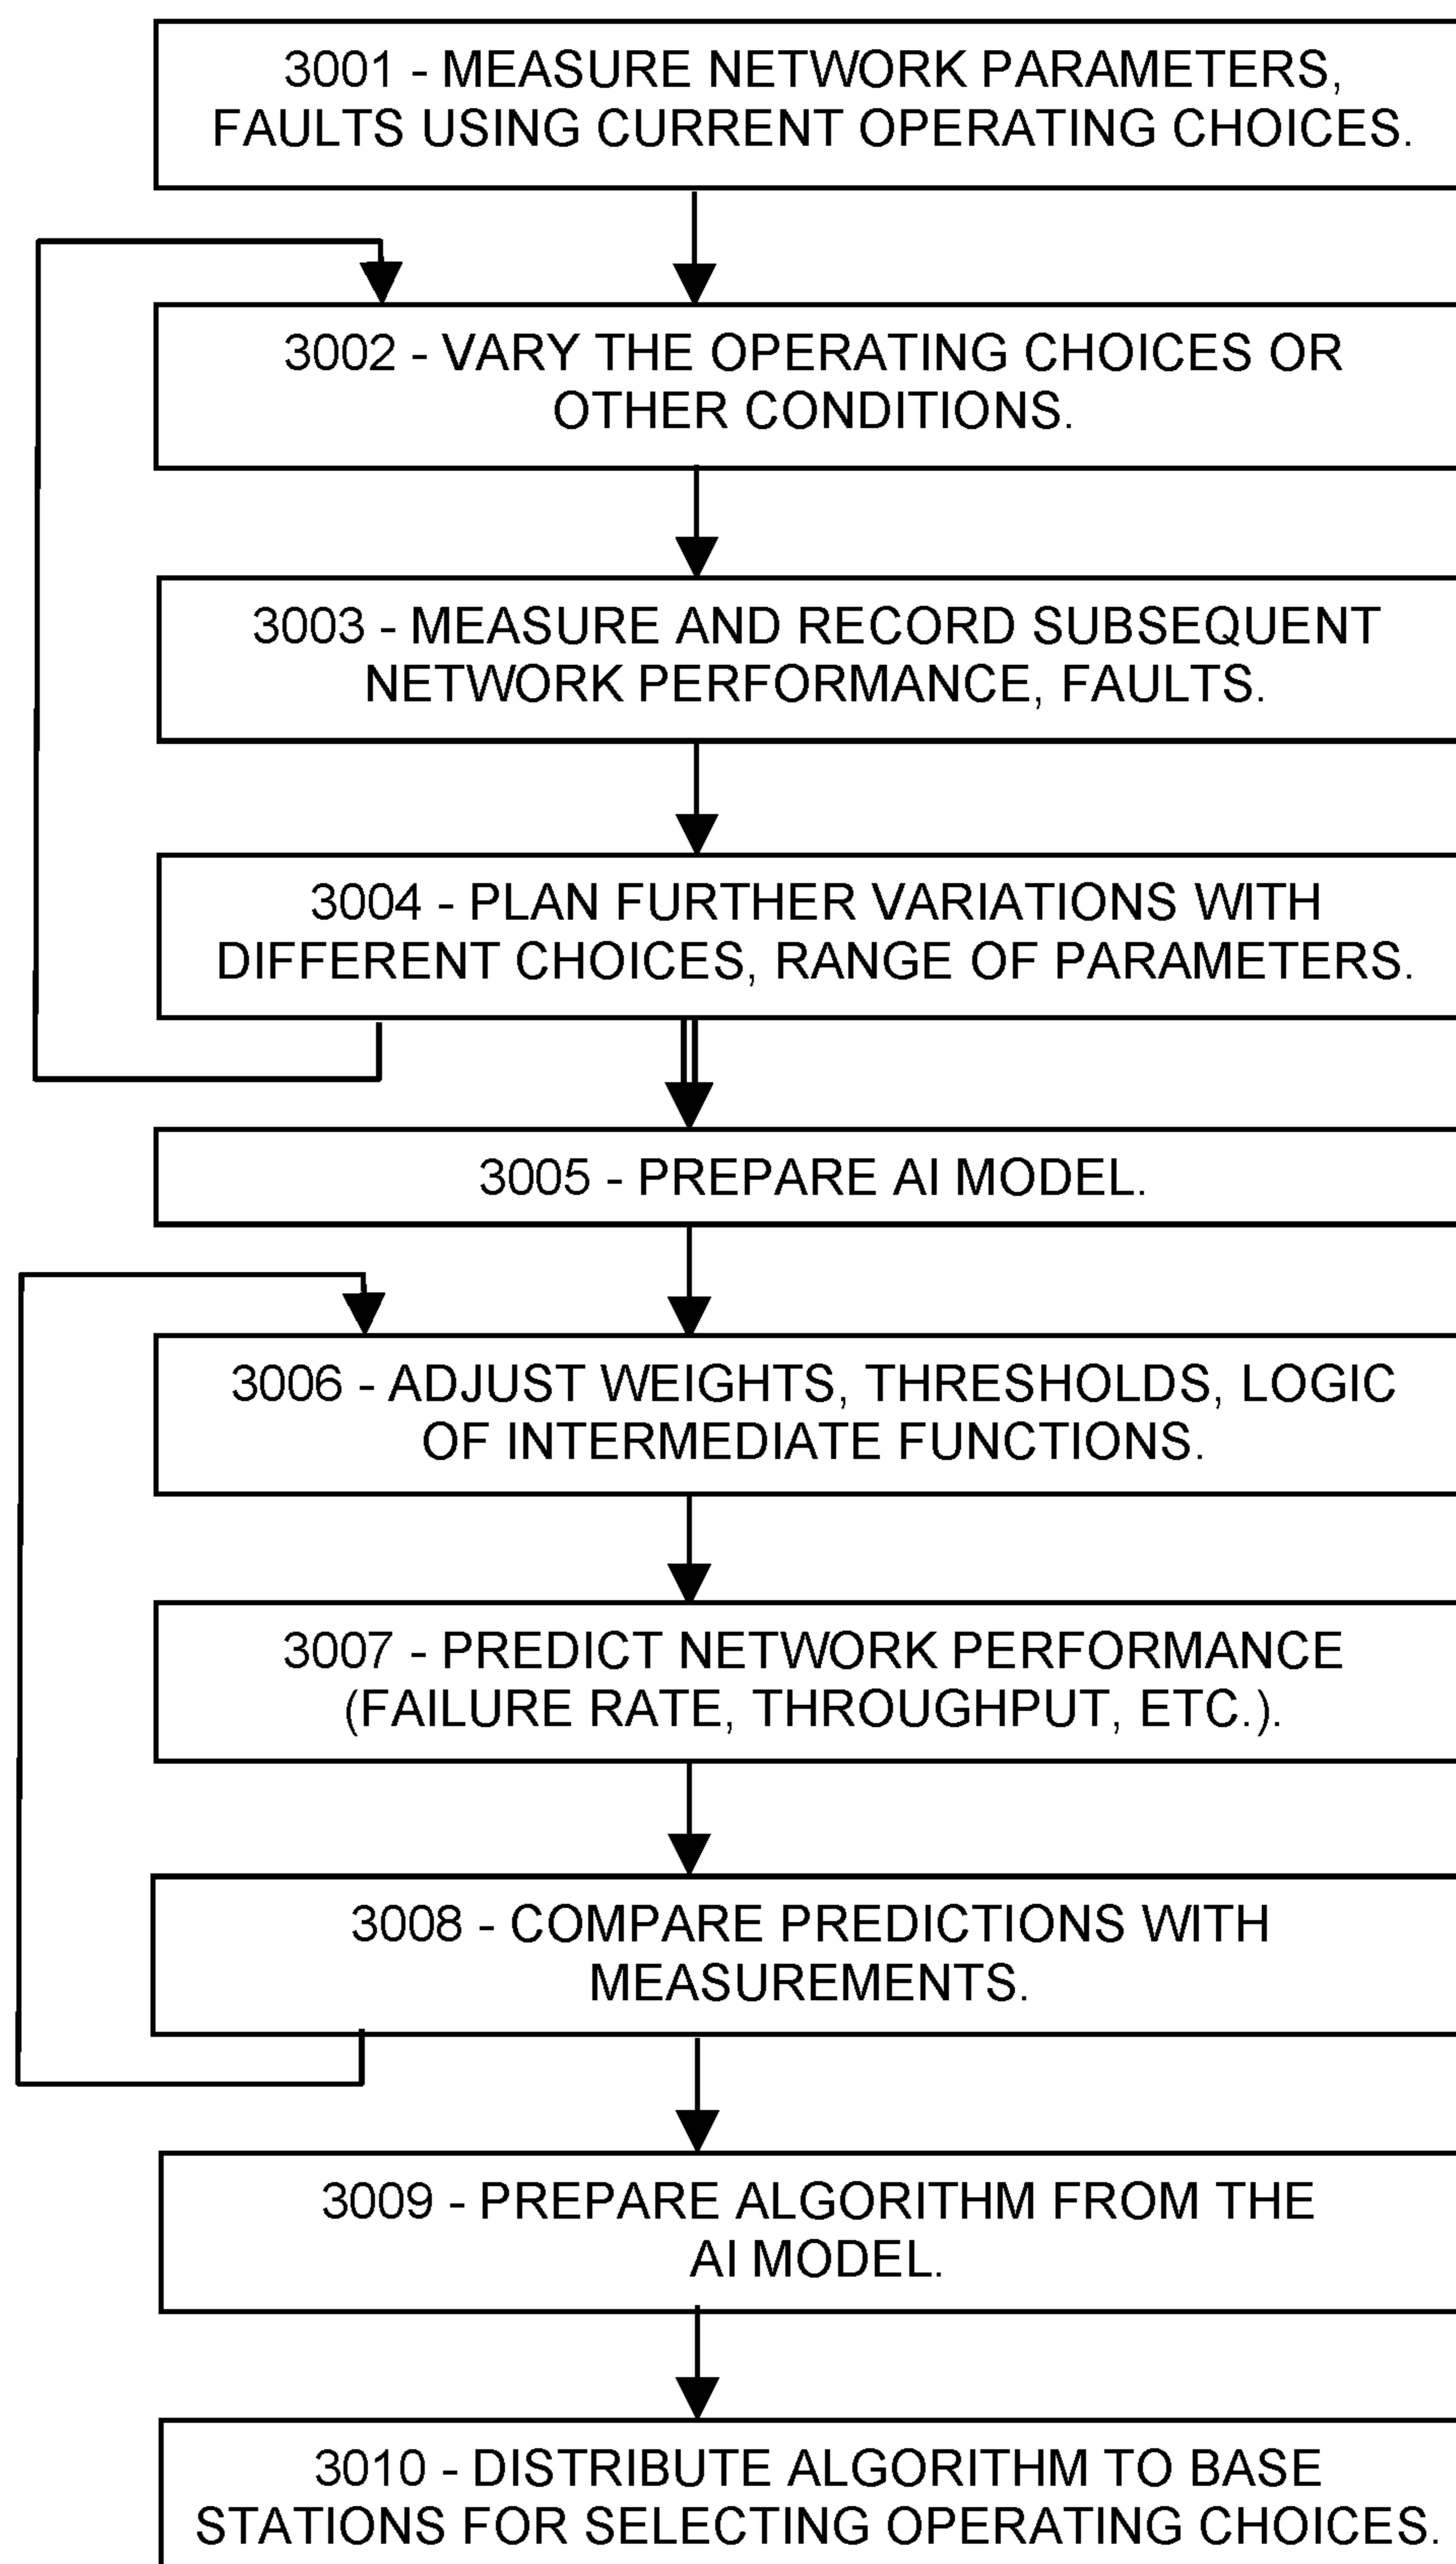 3001 - MEASURE NETWORK PARAMETERS,
FAULTS USING CURRENT OPERATING CHOICES.
3002 - VARY THE OPERATING CHOICES OR
OTHER CONDITIONS.
3003 - MEASURE AND RECORD SUBSEQUENT
NETWORK PERFORMANCE, FAULTS.
3004 - PLAN FURTHER VARIATIONS WITH
DIFFERENT CHOICES, RANGE OF PARAMETERS.
3005 - PREPARE AI MODEL.
3006 - ADJUST WEIGHTS, THRESHOLDS, LOGIC
OF INTERMEDIATE FUNCTIONS.
3007 - PREDICT NETWORK PERFORMANCE
(FAILURE RATE, THROUGHPUT, ETC.).
3008 - COMPARE PREDICTIONS WITH
MEASUREMENTS.
3009 - PREPARE ALGORITHM FROM THE
AI MODEL.
3010 - DISTRIBUTE ALGORITHM TO BASE
STATIONS FOR SELECTING OPERATING CHOICES.